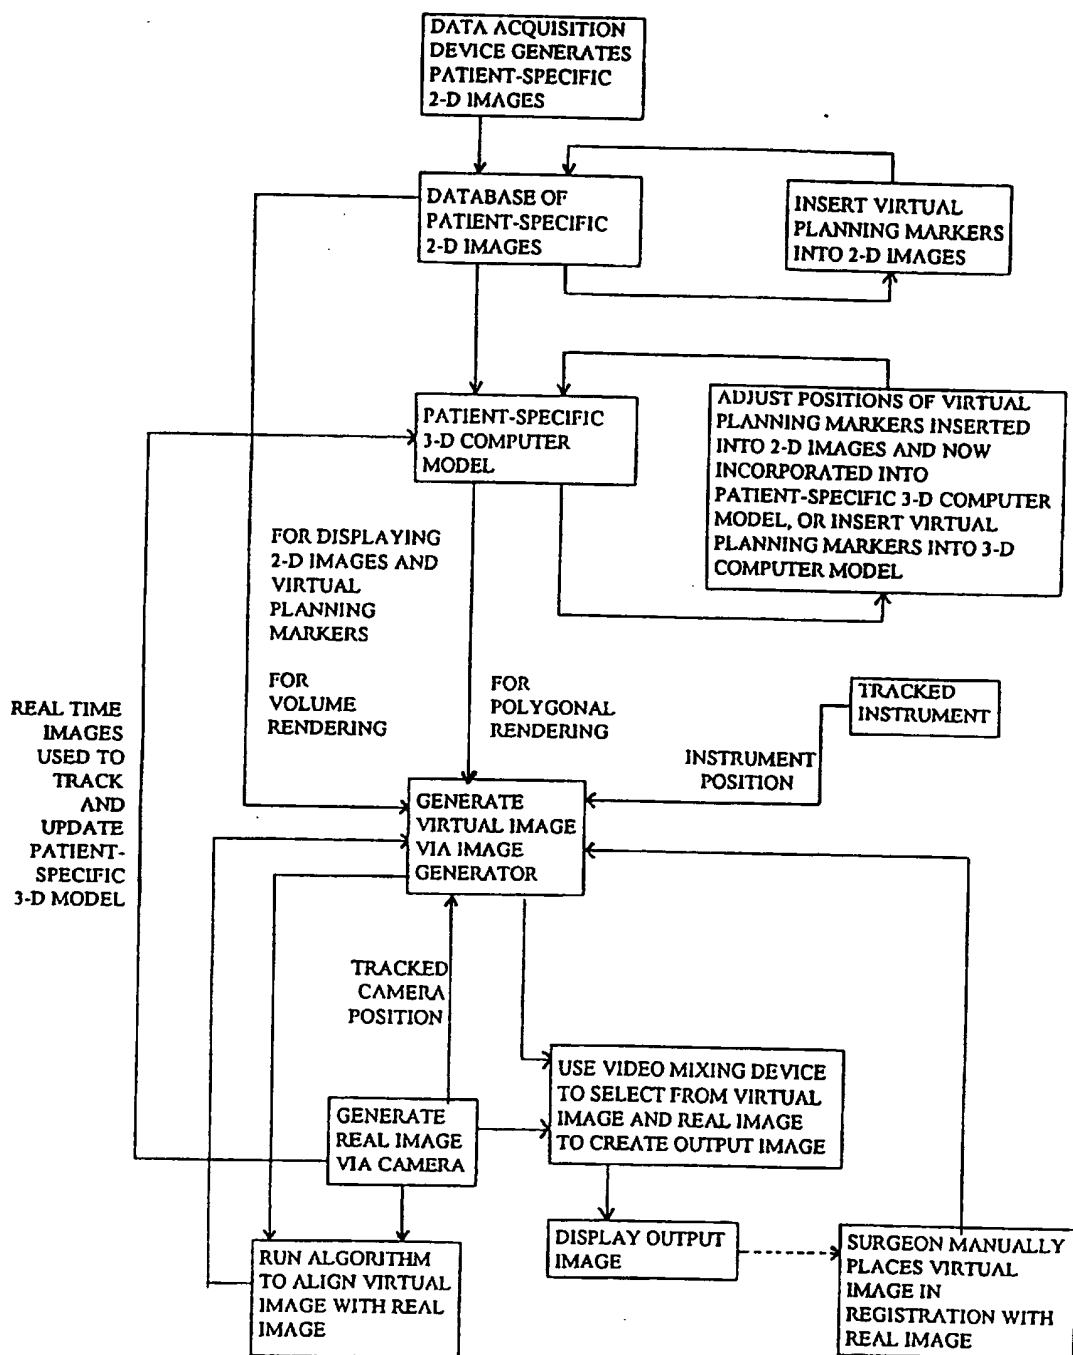 DATA ACQUISITION
DEVICE GENERATES
PATIENT-SPECIFIC
2-D IMAGES
DATABASE OF
PATIENT-SPECIFIC
2-D IMAGES
INSERT VIRTUAL
PLANNING MARKERS
INTO 2-D IMAGES
PATIENT-SPECIFIC
3-D COMPUTER
MODEL
ADJUST POSITIONS OF VIRTUAL
PLANNING MARKERS INSERTED
INTO 2-D IMAGES AND NOW
INCORPORATED INTO
PATIENT-SPECIFIC 3-D COMPUTER
MODEL, OR INSERT VIRTUAL
PLANNING MARKERS INTO 3-D
COMPUTER MODEL
FOR DISPLAYING
2-D IMAGES AND
VIRTUAL
PLANNING
MARKERS
FOR
VOLUME
RENDERING
FOR
POLYGONAL
RENDERING
TRACKED
INSTRUMENT
INSTRUMENT
POSITION
REAL TIME
IMAGES
USED TO
TRACK
AND
UPDATE
PATIENT-
SPECIFIC
3-D MODEL
GENERATE
VIRTUAL IMAGE
VIA IMAGE
GENERATOR
TRACKED
CAMERA
POSITION
USE VIDEO MIXING DEVICE
TO SELECT FROM VIRTUAL
IMAGE AND REAL IMAGE
TO CREATE OUTPUT IMAGE
GENERATE
REAL IMAGE
VIA CAMERA
DISPLAY OUTPUT
IMAGE
SURGEON MANUALLY
PLACES VIRTUAL
IMAGE IN
REGISTRATION WITH
REAL IMAGE
RUN ALGORITHM
TO ALIGN VIRTUAL
IMAGE WITH REAL
IMAGE